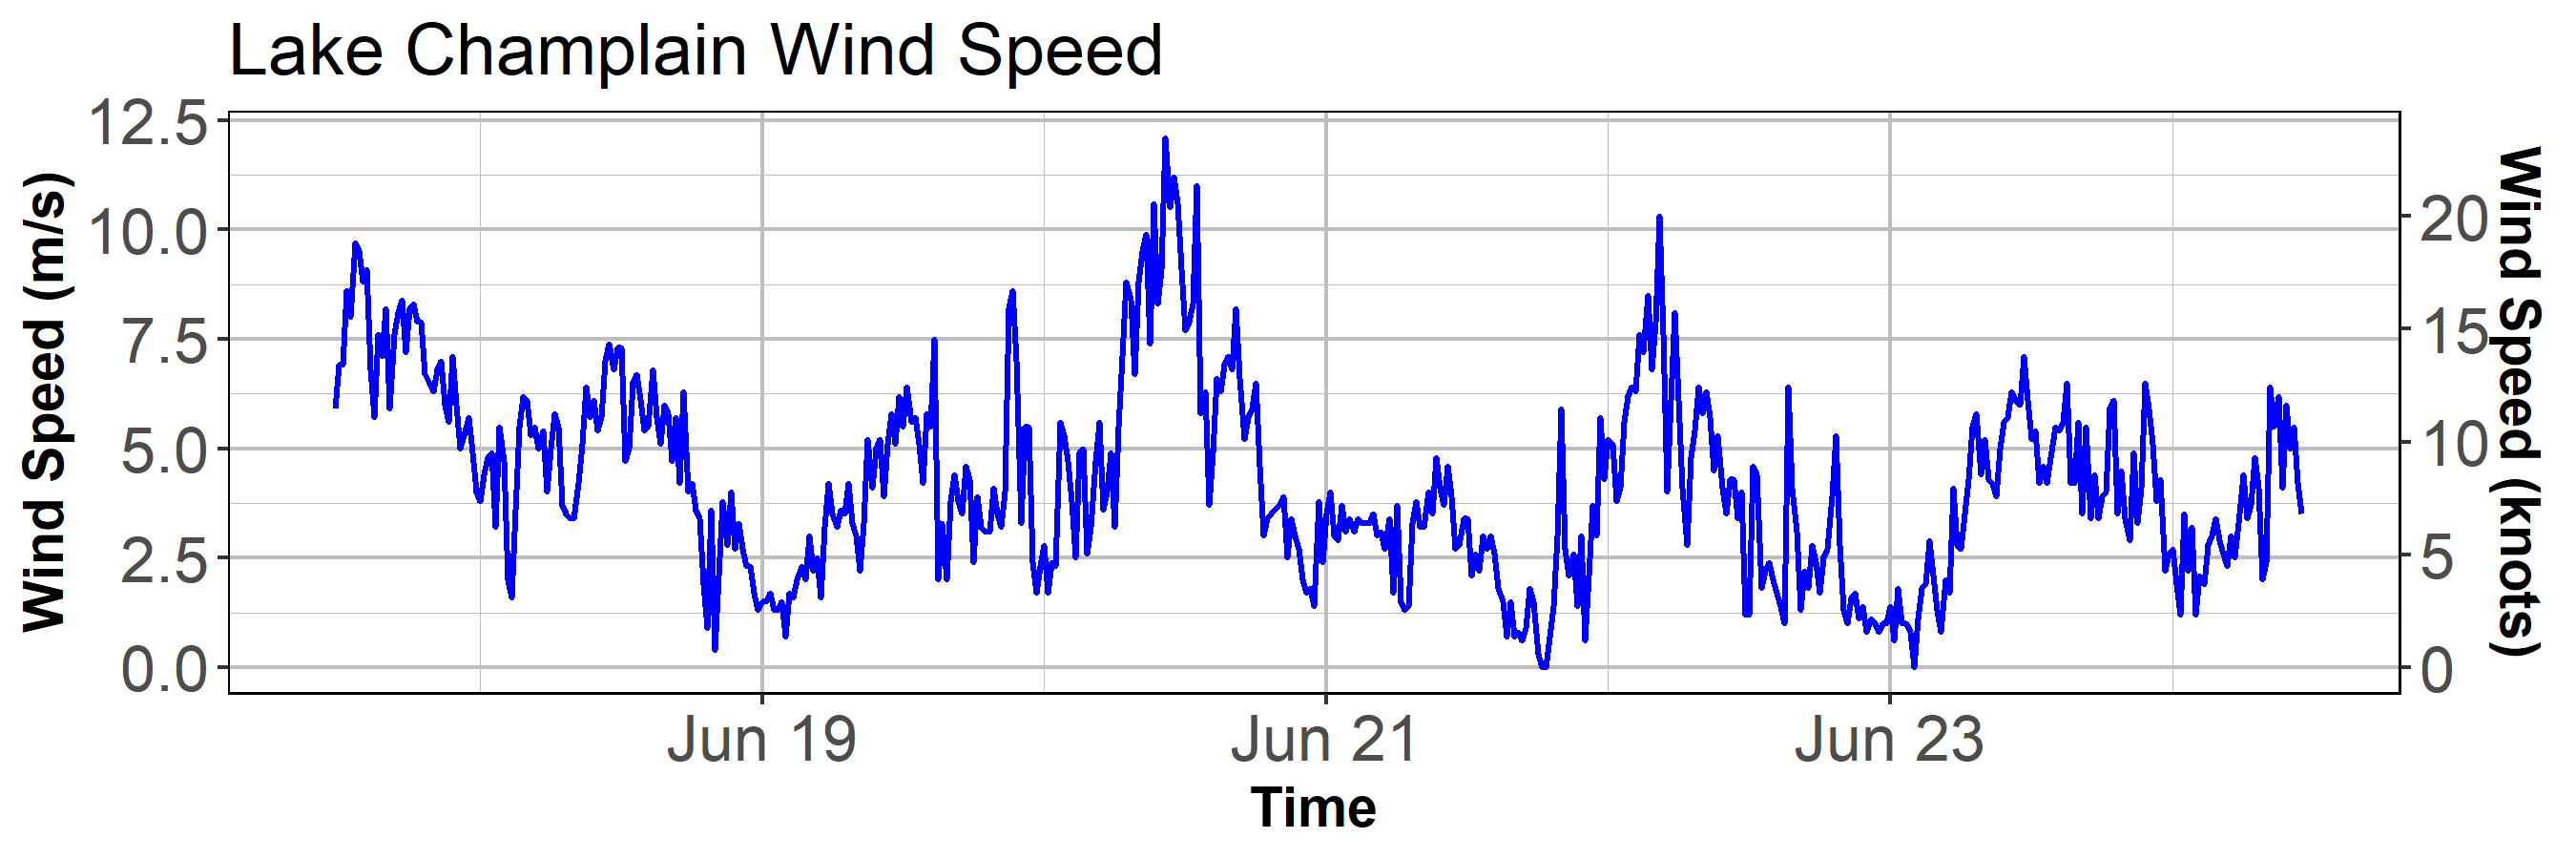 Lake Champlain Wind Speed
12.5
10.0
7.5
5.0
2.5
0.0
Wind Speed (m/s)
20
15
10
5
0
Wind Speed (knots)
Jun 19
Jun 21
Jun 23
Time